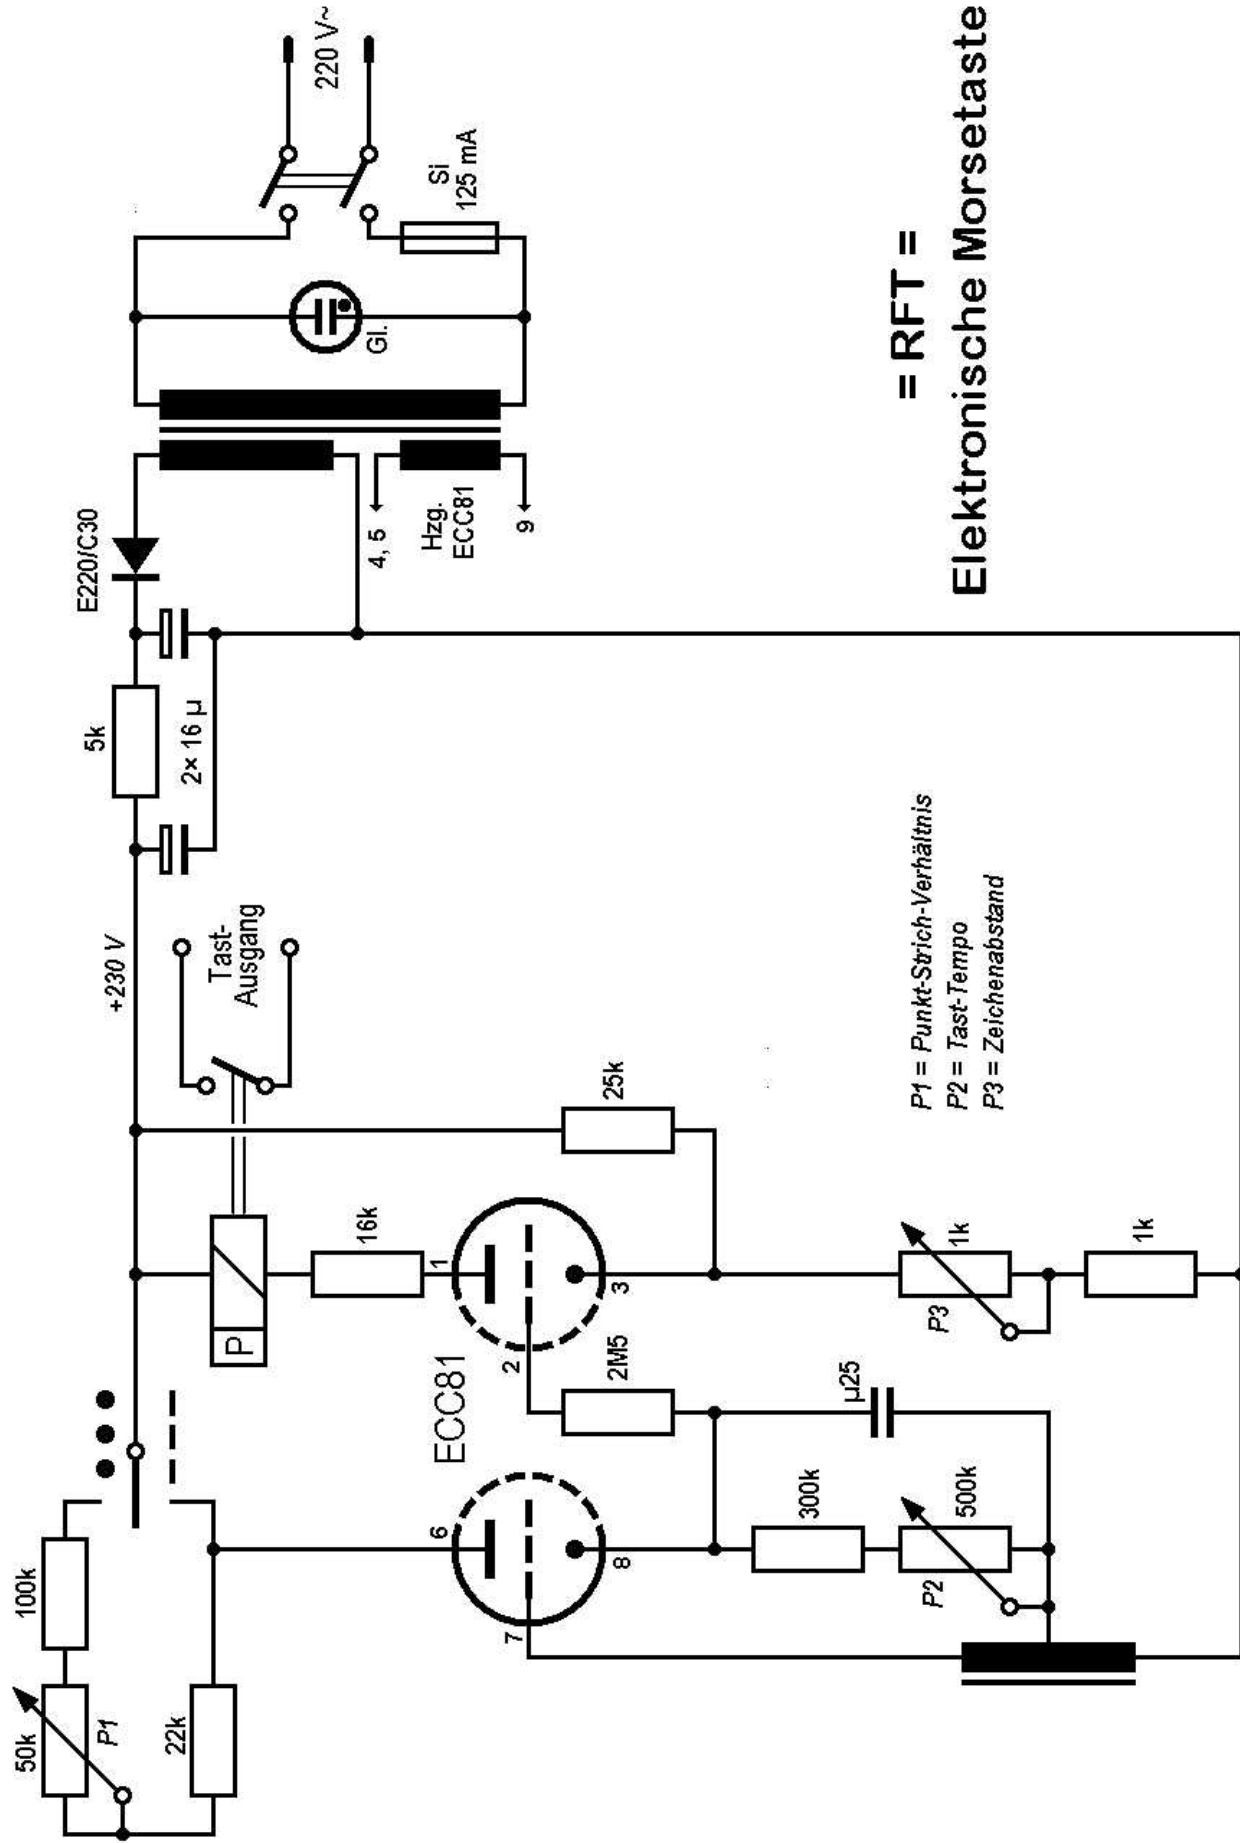 50k
P1
100k
22k
+230 V
5k
2× 16 µ
E220/C30
220 V~
Si
125 mA
Gl.
4, 5
Hzg.
ECC81
9
Tast-
Ausgang
P
16k
25k
ECC81
1
2
3
6
7
8
2M5
µ25
300k
500k
P2
1k
P3
1k
P1 = Punkt-Strich-Verhältnis
P2 = Tast-Tempo
P3 = Zeichenabstand
= RFT =
Elektronische Morsetaste